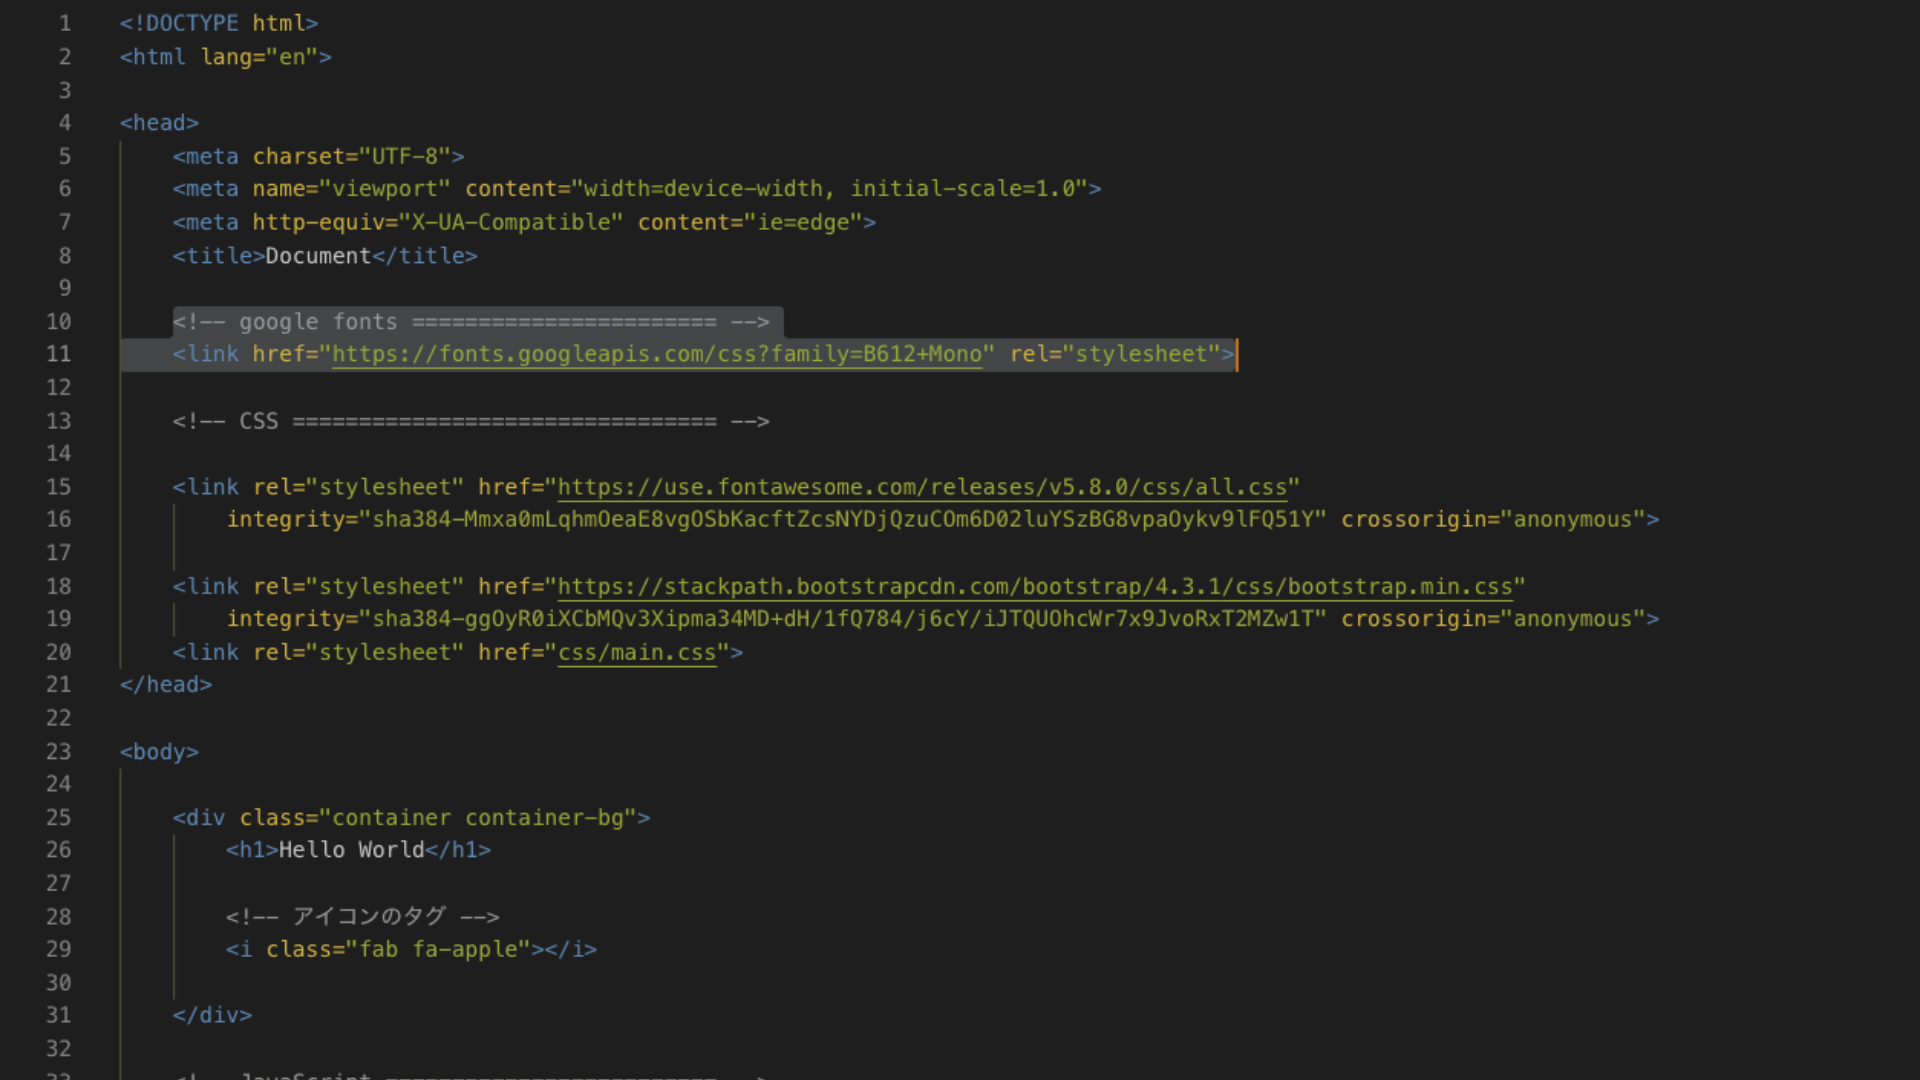 1 <!DOCTYPE html>
2 <html lang="en">
3
4 <head>
5 <meta charset="UTF-8">
6 <meta name="viewport" content="width=device-width, initial-scale=1.0">
7 <meta http-equiv="X-UA-Compatible" content="ie=edge">
8 <title>Document</title>
9
10 <!-- google fonts ======================= -->
11 <link href="https://fonts.googleapis.com/css?family=B612+Mono" rel="stylesheet">
12
13 <!-- CSS ================================ -->
14
15 <link rel="stylesheet" href="https://use.fontawesome.com/releases/v5.8.0/css/all.css"
16 integrity="sha384-Mmxa0mLqhmOeaE8vgOSbKacftZcsNYDjQzuCOm6D02luYSzBG8vpaOykv9lFQ51Y" crossorigin="anonymous">
17
18 <link rel="stylesheet" href="https://stackpath.bootstrapcdn.com/bootstrap/4.3.1/css/bootstrap.min.css"
19 integrity="sha384-ggOyR0iXCbMQv3Xipma34MD+dH/1fQ784/j6cY/iJTQUOhcWr7x9JvoRxT2MZw1T" crossorigin="anonymous">
20 <link rel="stylesheet" href="css/main.css">
21 </head>
22
23 <body>
24
25 <div class="container container-bg">
26 <h1>Hello World</h1>
27
28 <!-- アイコンのタグ -->
29 <i class="fab fa-apple"></i>
30
31 </div>
32
33 <!-- JavaScript ========================= -->